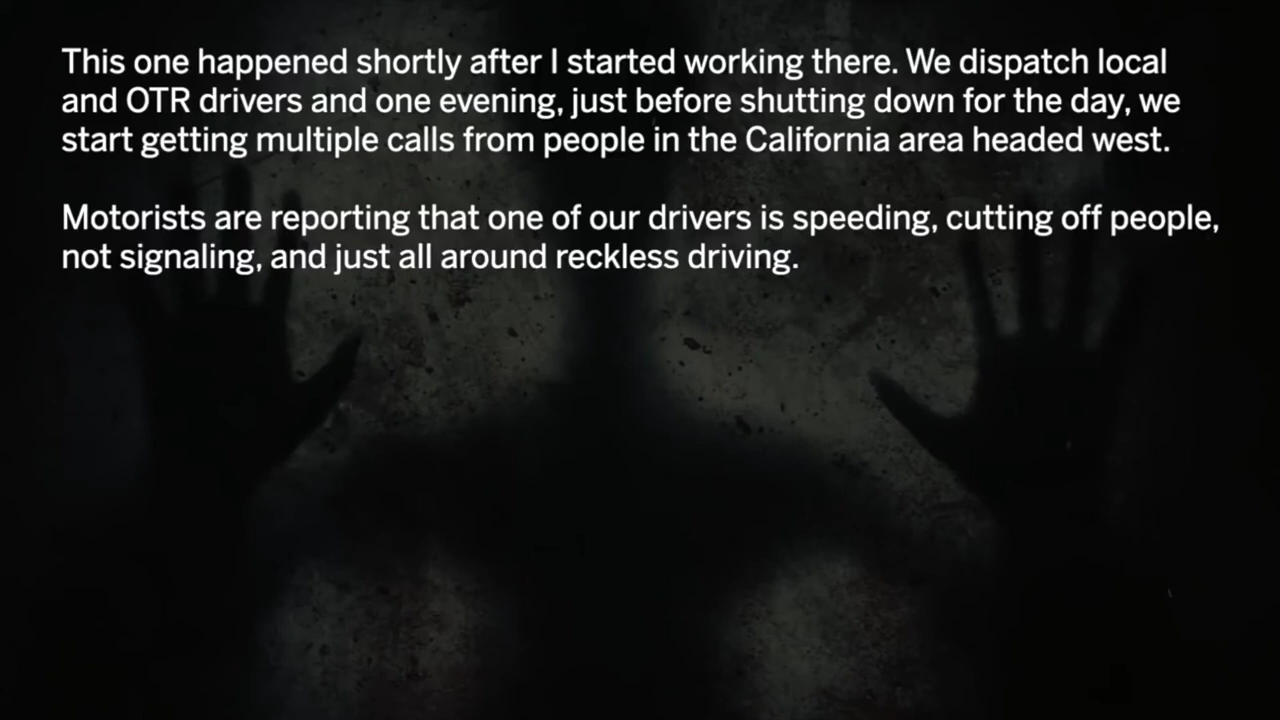 This one happened shortly after I started working there. We dispatch local
and OTR drivers and one evening, just before shutting down for the day, we
start getting multiple calls from people in the California area headed west.
Motorists are reporting that one of our drivers is speeding, cutting off people,
not signaling, and just all around reckless driving.